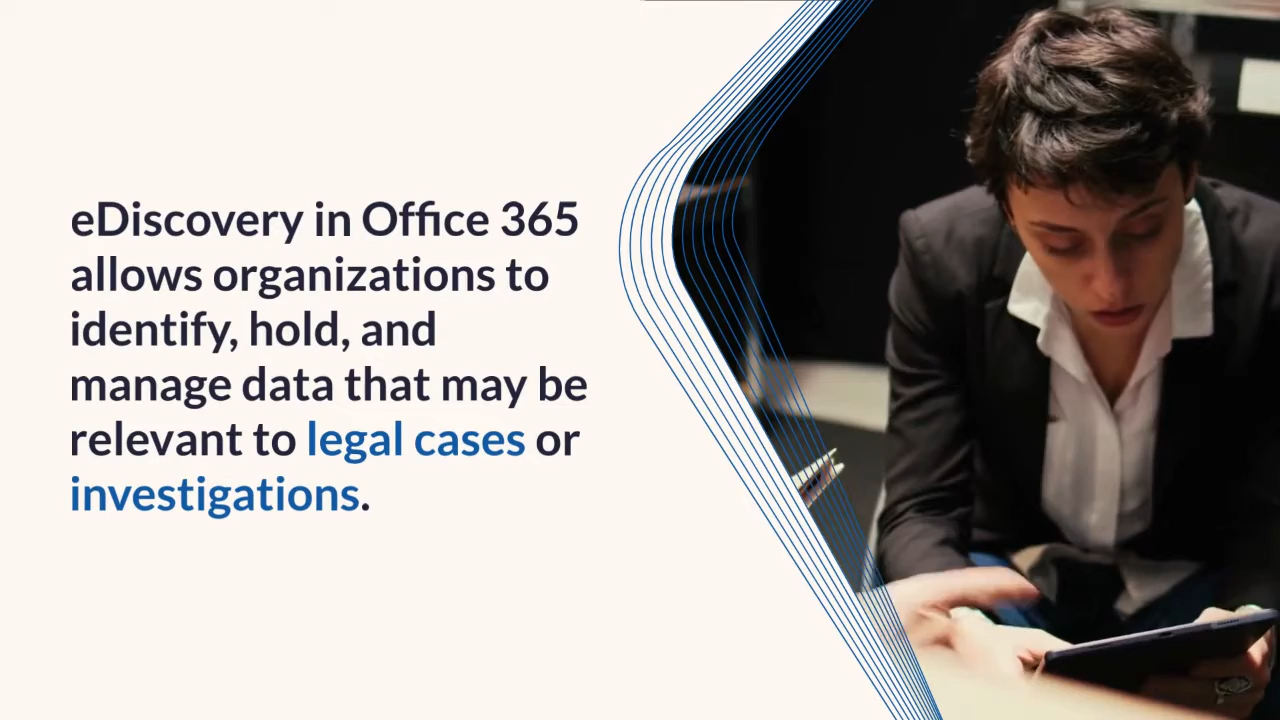 eDiscovery in Office 365
allows organizations to
identify, hold, and
manage data that may be
relevant to legal cases or
investigations.